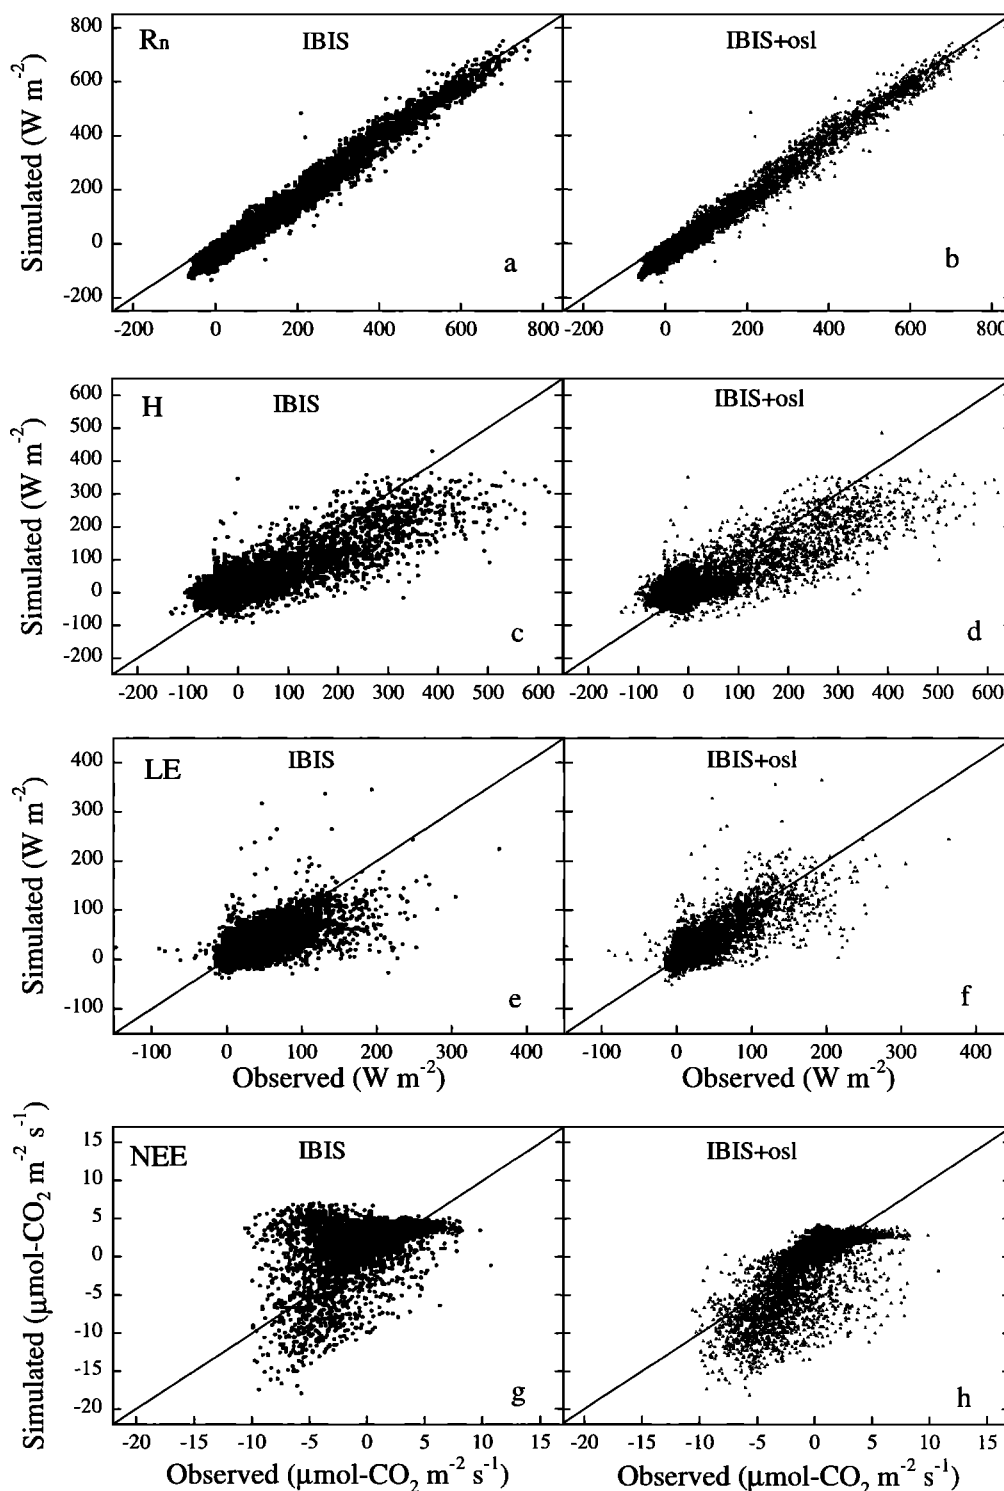 800
600
400
200
0
-200
Simulated (W m-2)
Rn
IBIS
a
IBIS+osl
b
-200 0 200 400 600 800
-200 0 200 400 600 800
600
500
400
300
200
100
0
-100
-200
Simulated (W m-2)
H
IBIS
c
IBIS+osl
d
-200 -100 0 100 200 300 400 500 600
-200 -100 0 100 200 300 400 500 600
400
300
200
100
0
-100
Simulated (W m-2)
LE
IBIS
e
IBIS+osl
f
-100 0 100 200 300 400
-100 0 100 200 300 400
Observed (W m-2)
Observed (W m-2)
15
10
5
0
-5
-10
-15
-20
Simulated (μmol-CO2 m-2 s-1)
NEE
IBIS
g
IBIS+osl
h
-20 -15 -10 -5 0 5 10 15
-20 -15 -10 -5 0 5 10 15
Observed (μmol-CO2 m-2 s-1)
Observed (μmol-CO2 m-2 s-1)